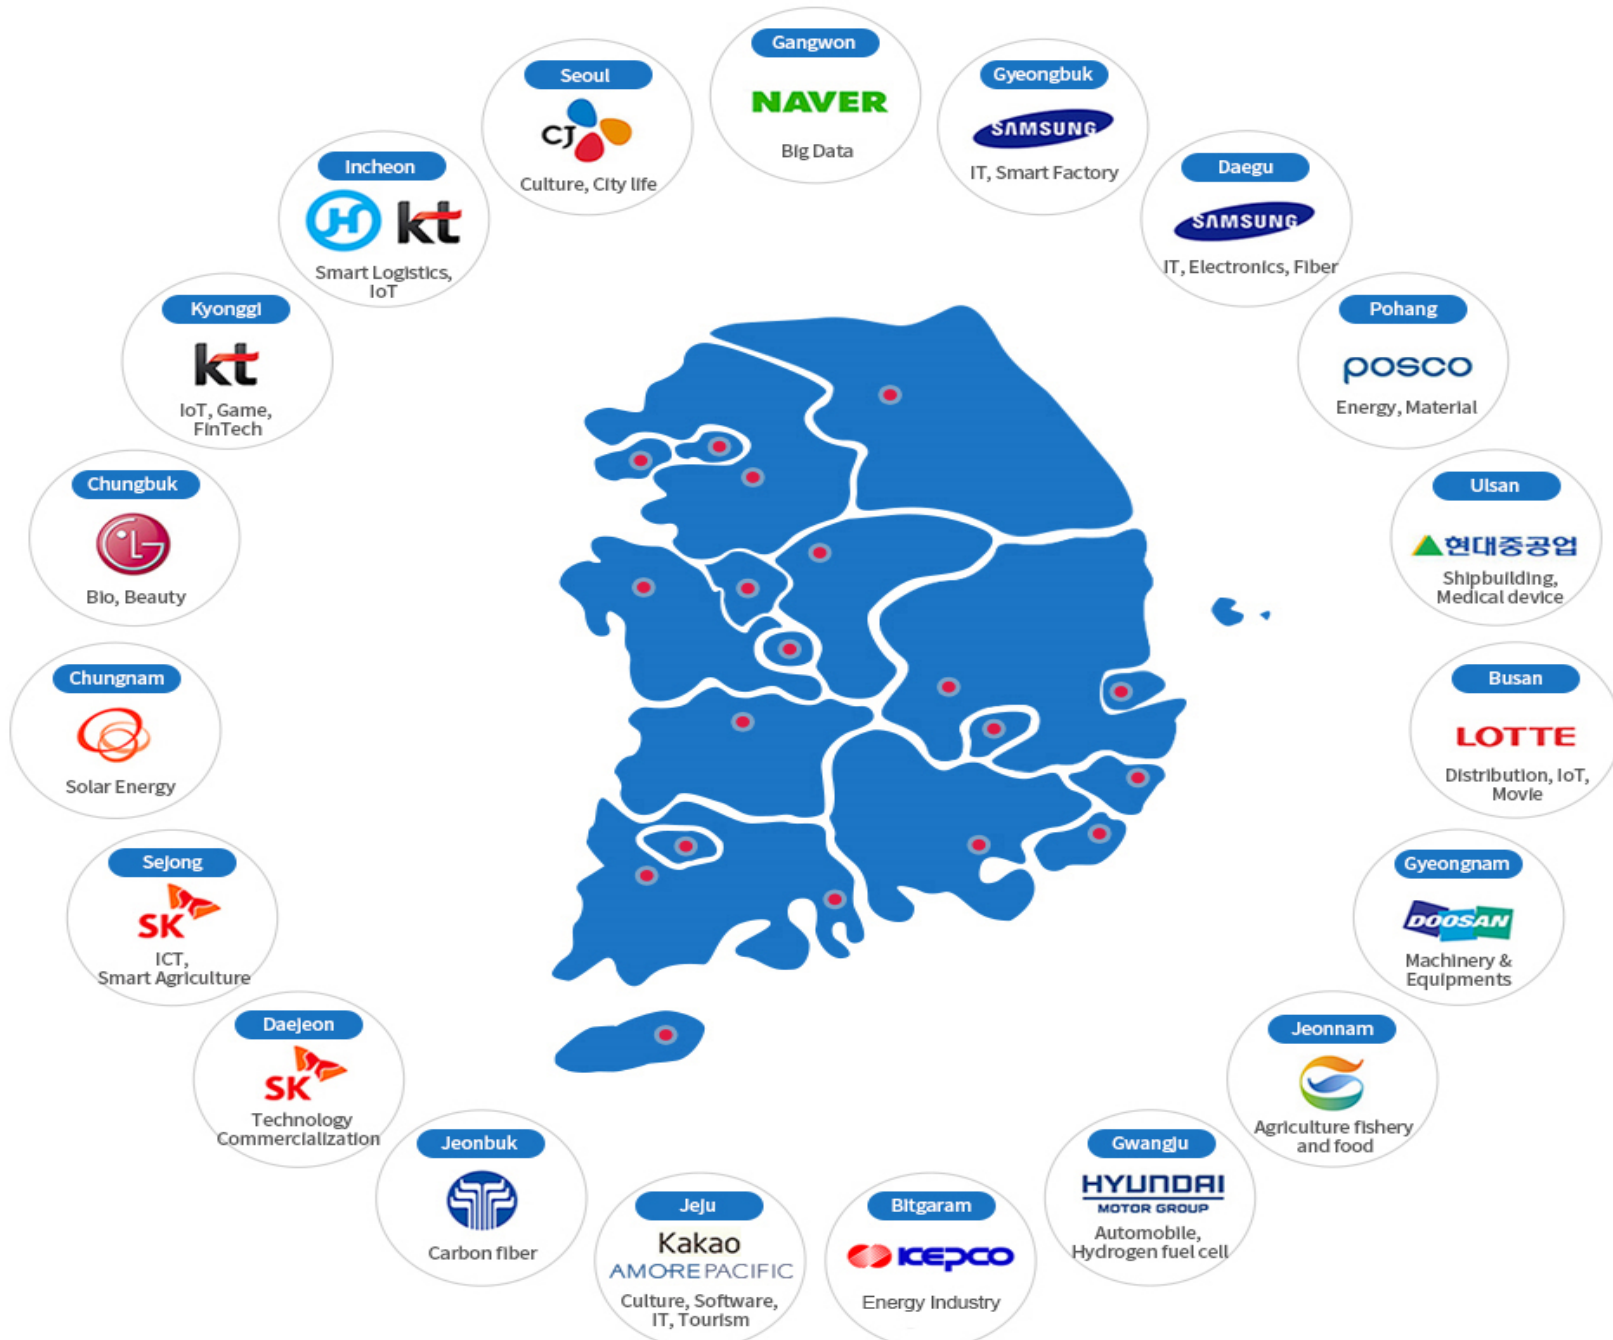 Gangwon
NAVER
Big Data
Gyeongbuk
SAMSUNG
IT, Smart Factory
Daegu
SAMSUNG
IT, Electronics, Fiber
Pohang
posco
Energy, Material
Ulsan
현대중공업
Shipbuilding,
Medical device
Busan
LOTTE
Distribution, IoT,
Movie
Gyeongnam
DOOSAN
Machinery &
Equipments
Jeonnam
Agriculture fishery
and food
Gwangju
HYUNDAI
MOTOR GROUP
Automobile,
Hydrogen fuel cell
Bitgaram
KEPCO
Energy Industry
Jeju
Kakao
AMOREPACIFIC
Culture, Software,
IT, Tourism
Jeonbuk
Carbon fiber
Daejeon
SK
Technology
Commercialization
Sejong
SK
ICT,
Smart Agriculture
Chungnam
Solar Energy
Chungbuk
LG
Bio, Beauty
Kyonggi
kt
IoT, Game,
FinTech
Incheon
H kt
Smart Logistics,
IoT
Seoul
CJ
Culture, City life